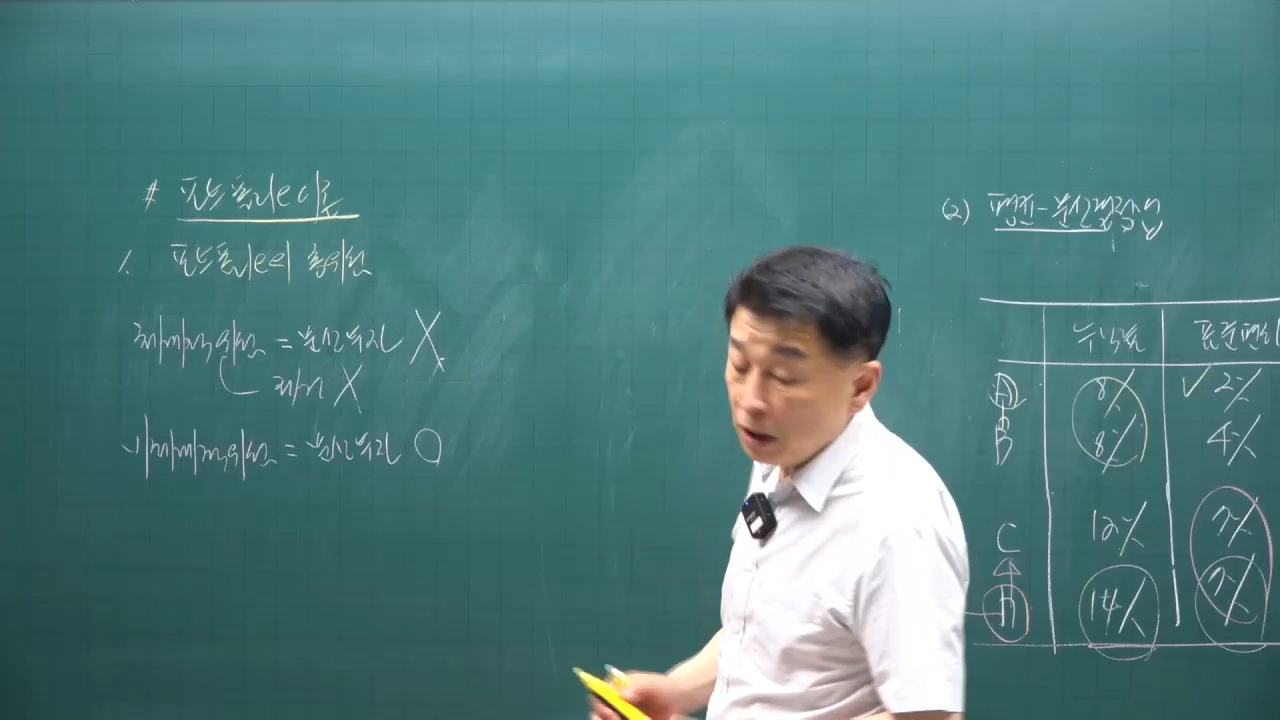 # 포트폴리오이론
1. 포트폴리오의 총위험
체계적위험 = 분산투자 X
제거 X
비체계적위험 = 분산투자 O
(2) 평균-분산결정법
수익률 표준편차
A 8% ✓2%
B 8% 4%
C 12% 7%
14% 7%